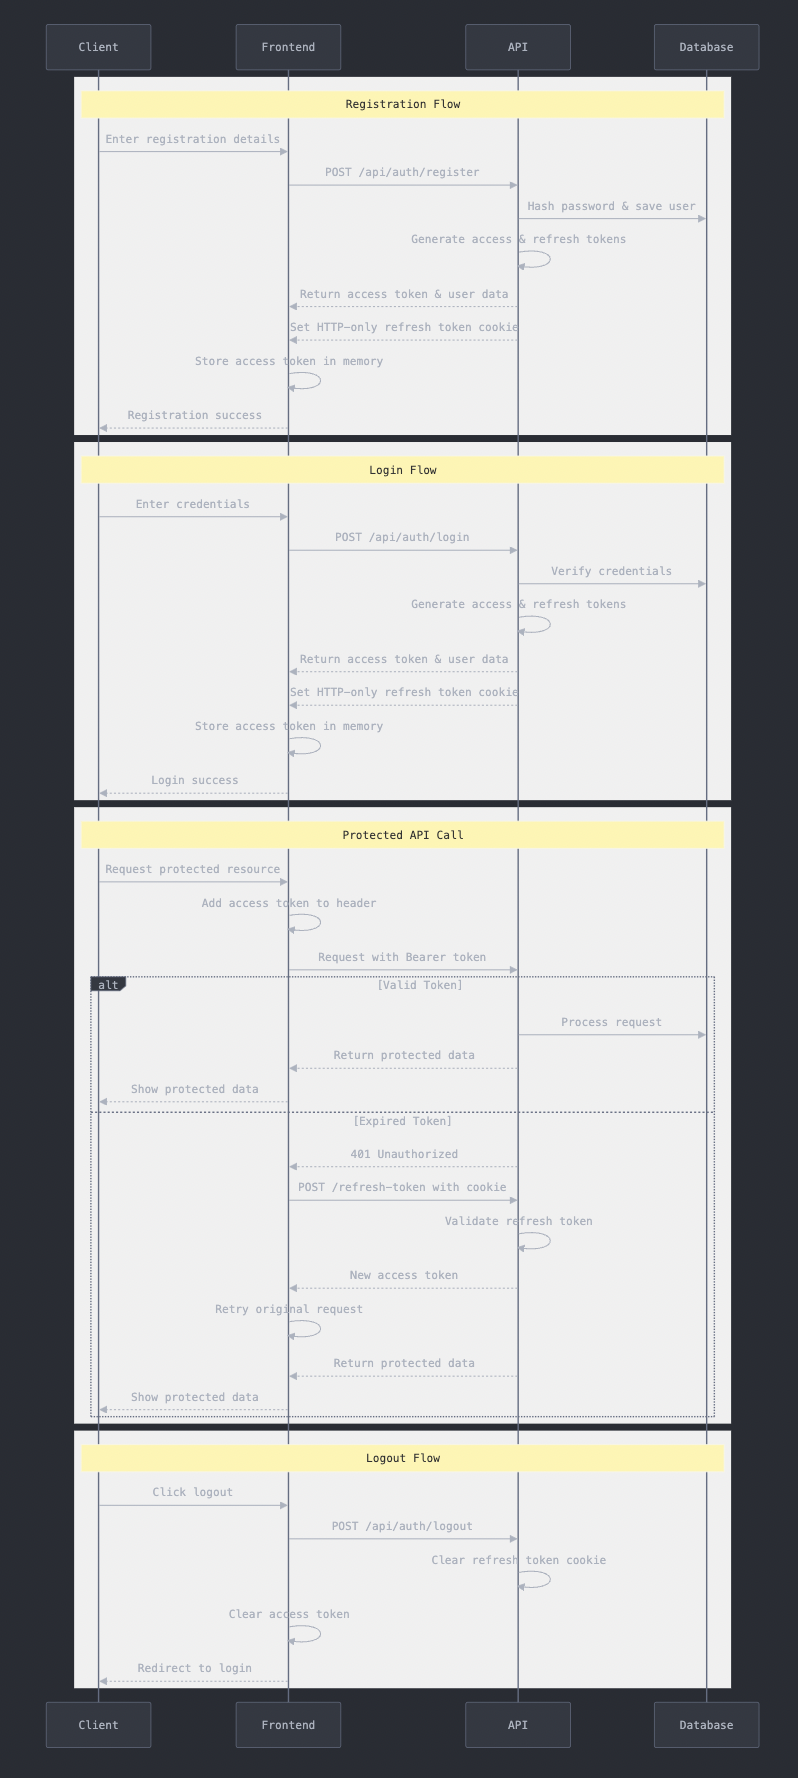 Client
Frontend
API
Database
Registration Flow
Enter registration details
POST /api/auth/register
Hash password & save user
Generate access & refresh tokens
Return access token & user data
Set HTTP-only refresh token cookie
Store access token in memory
Registration success
Login Flow
Enter credentials
POST /api/auth/login
Verify credentials
Generate access & refresh tokens
Return access token & user data
Set HTTP-only refresh token cookie
Store access token in memory
Login success
Protected API Call
Request protected resource
Add access token to header
Request with Bearer token
alt
[Valid Token]
Process request
Return protected data
Show protected data
[Expired Token]
401 Unauthorized
POST /refresh-token with cookie
Validate refresh token
New access token
Retry original request
Return protected data
Show protected data
Logout Flow
Click logout
POST /api/auth/logout
Clear refresh token cookie
Clear access token
Redirect to login
Client
Frontend
API
Database